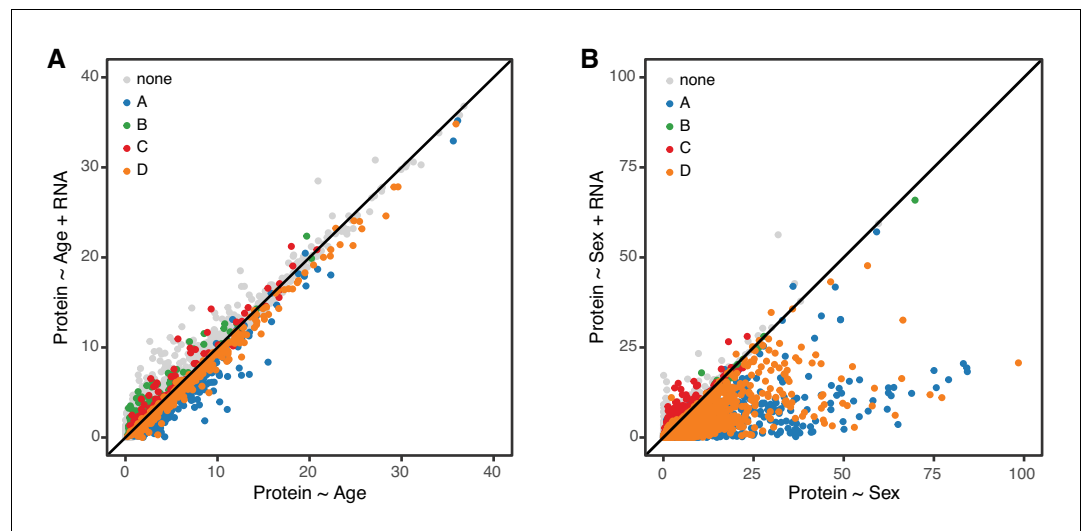 A
40
30
20
10
0
none
A
B
C
D
Protein ~ Age + RNA
0
10
20
30
40
Protein ~ Age
B
100
75
50
25
0
none
A
B
C
D
Protein ~ Sex + RNA
0
25
50
75
100
Protein ~ Sex